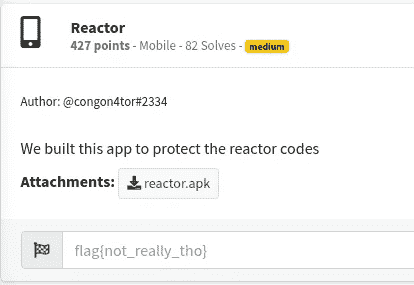 Reactor
427 points - Mobile - 82 Solves - medium
Author: @congon4tor#2334
We built this app to protect the reactor codes
Attachments: reactor.apk
flag{not_really_tho}